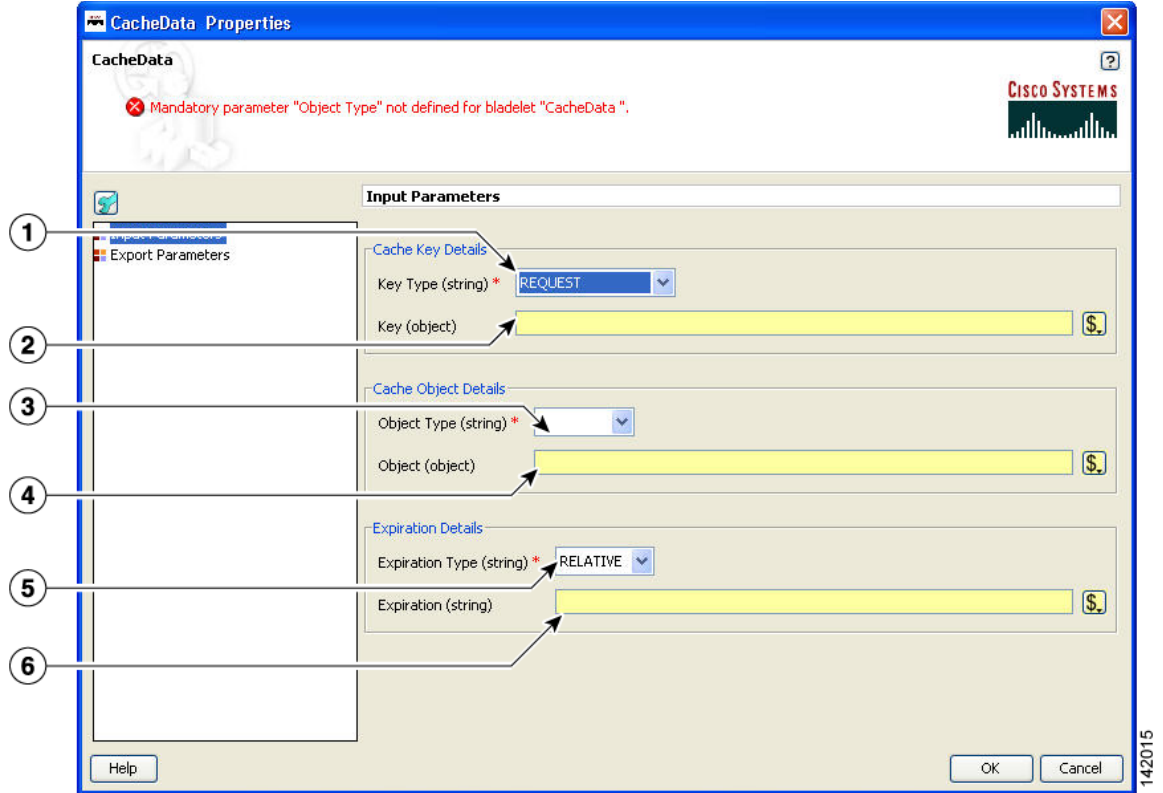 CacheData Properties
CacheData
?
Mandatory parameter "Object Type" not defined for bladelet "CacheData ".
CISCO SYSTEMS
Input Parameters
1
Input Parameters
Export Parameters
Cache Key Details
Key Type (string) * REQUEST
2
Key (object) $
3
Cache Object Details
Object Type (string) *
4
Object (object) $
Expiration Details
5
Expiration Type (string) * RELATIVE
Expiration (string) $
6
Help OK Cancel
142015